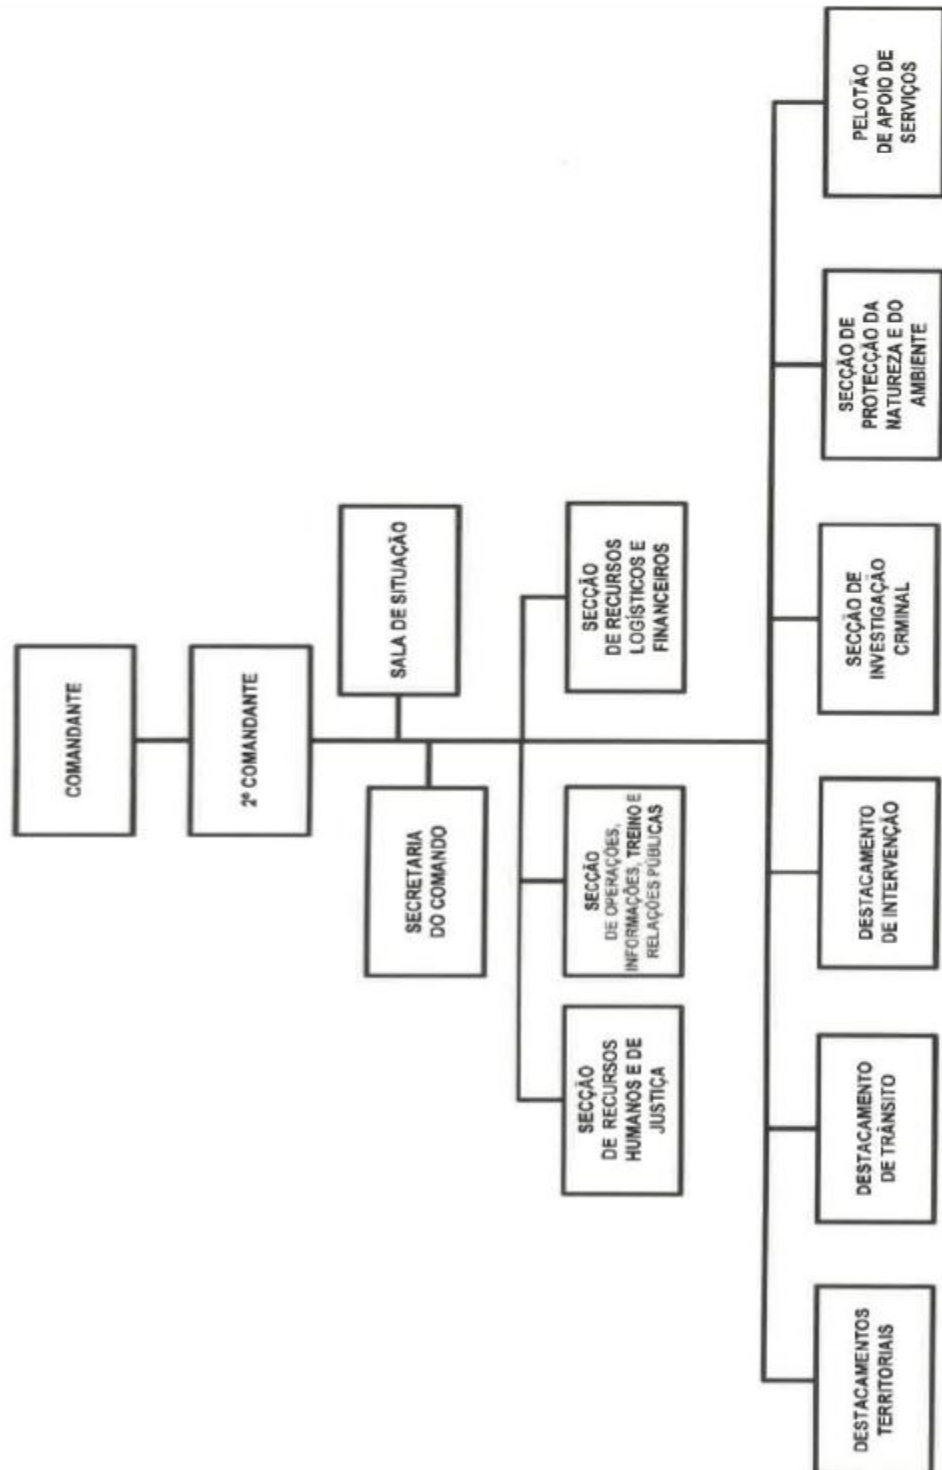 COMANDANTE
2º COMANDANTE
SALA DE SITUAÇÃO
SECRETARIA
DO COMANDO
SECÇÃO
DE RECURSOS
HUMANOS E DE
JUSTIÇA
SECÇÃO
DE OPERAÇÕES,
INFORMAÇÕES, TREINO E
RELAÇÕES PÚBLICAS
SECÇÃO
DE RECURSOS
LOGÍSTICOS E
FINANCEIROS
DESTACAMENTOS
TERRITORIAIS
DESTACAMENTO
DE TRÂNSITO
DESTACAMENTO
DE INTERVENÇÃO
SECÇÃO DE
INVESTIGAÇÃO
CRMINAL
SECÇÃO DE
PROTECÇÃO DA
NATUREZA E DO
AMBIENTE
PELOTÃO
DE APOIO DE
SERVIÇOS